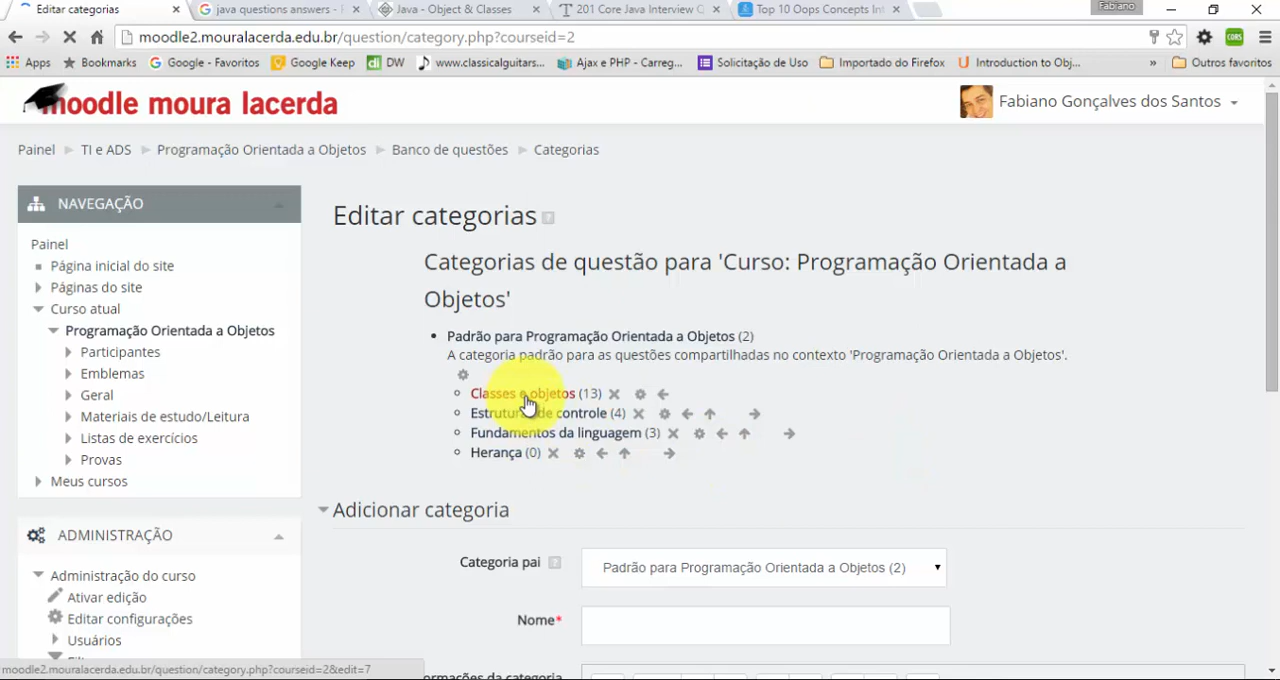 Editar categorias
java questions answers -
Java - Object & Classes
201 Core Java Interview
Top 10 Oops Concepts Int
Fabiano
moodle2.mouralacerda.edu.br/question/category.php?courseid=2
CORS
Apps
Bookmarks
Google - Favoritos
Google Keep
DW
www.classicalguitars...
Ajax e PHP - Carreg...
Solicitação de Uso
Importado do Firefox
Introduction to Obj...
»
Outros favoritos
moodle moura lacerda
Fabiano Gonçalves dos Santos
Painel
TI e ADS
Programação Orientada a Objetos
Banco de questões
Categorias
NAVEGAÇÃO
Painel
Página inicial do site
Páginas do site
Curso atual
Programação Orientada a Objetos
Participantes
Emblemas
Geral
Materiais de estudo/Leitura
Listas de exercícios
Provas
Meus cursos
ADMINISTRAÇÃO
Administração do curso
Ativar edição
Editar configurações
Usuários
Editar categorias
Categorias de questão para 'Curso: Programação Orientada a
Objetos'
Padrão para Programação Orientada a Objetos (2)
A categoria padrão para as questões compartilhadas no contexto 'Programação Orientada a Objetos'.
Classes e objetos (13)
Estrutura de controle (4)
Fundamentos da linguagem (3)
Herança (0)
Adicionar categoria
Categoria pai
Padrão para Programação Orientada a Objetos (2)
Nome*
ormações da categoria
moodle2.mouralacerda.edu.br/question/category.php?courseid=2&edit=7